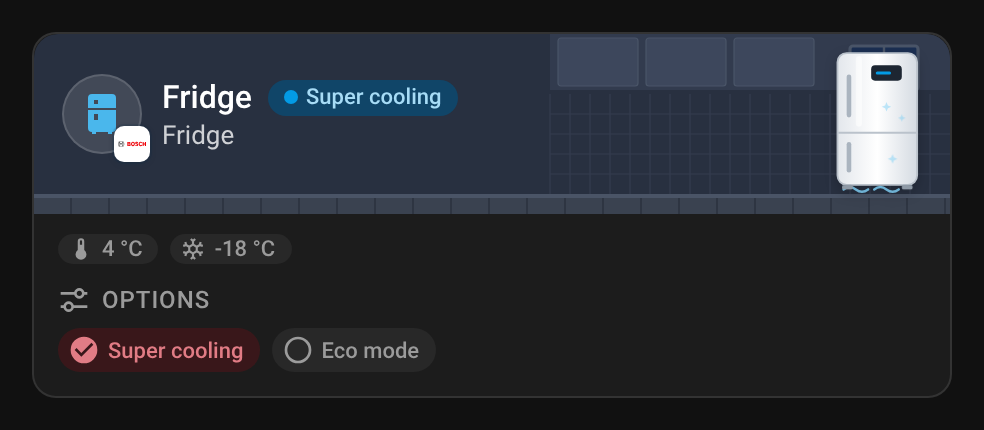 Fridge
Super cooling
Fridge
BOSCH
4 °C
-18 °C
OPTIONS
Super cooling
Eco mode